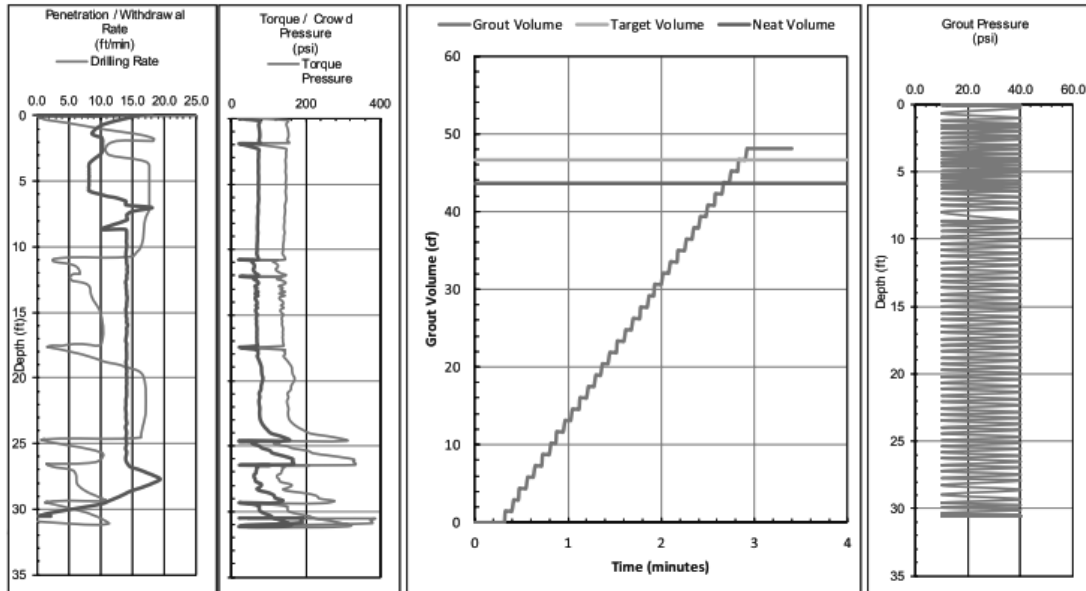 Penetration / Withdrawal
Rate
(ft/min)
Drilling Rate
0.0 5.0 10.0 15.0 20.0 25.0
0
5
10
15
20
25
30
35
Depth (ft)
Torque / Crowd
Pressure
(psi)
Torque
Pressure
0 200 400
Grout Volume Target Volume Neat Volume
60
50
40
30
20
10
0
Grout Volume (cf)
0 1 2 3 4
Time (minutes)
Grout Pressure
(psi)
0.0 20.0 40.0 60.0
0
5
10
15
20
25
30
35
Depth (ft)